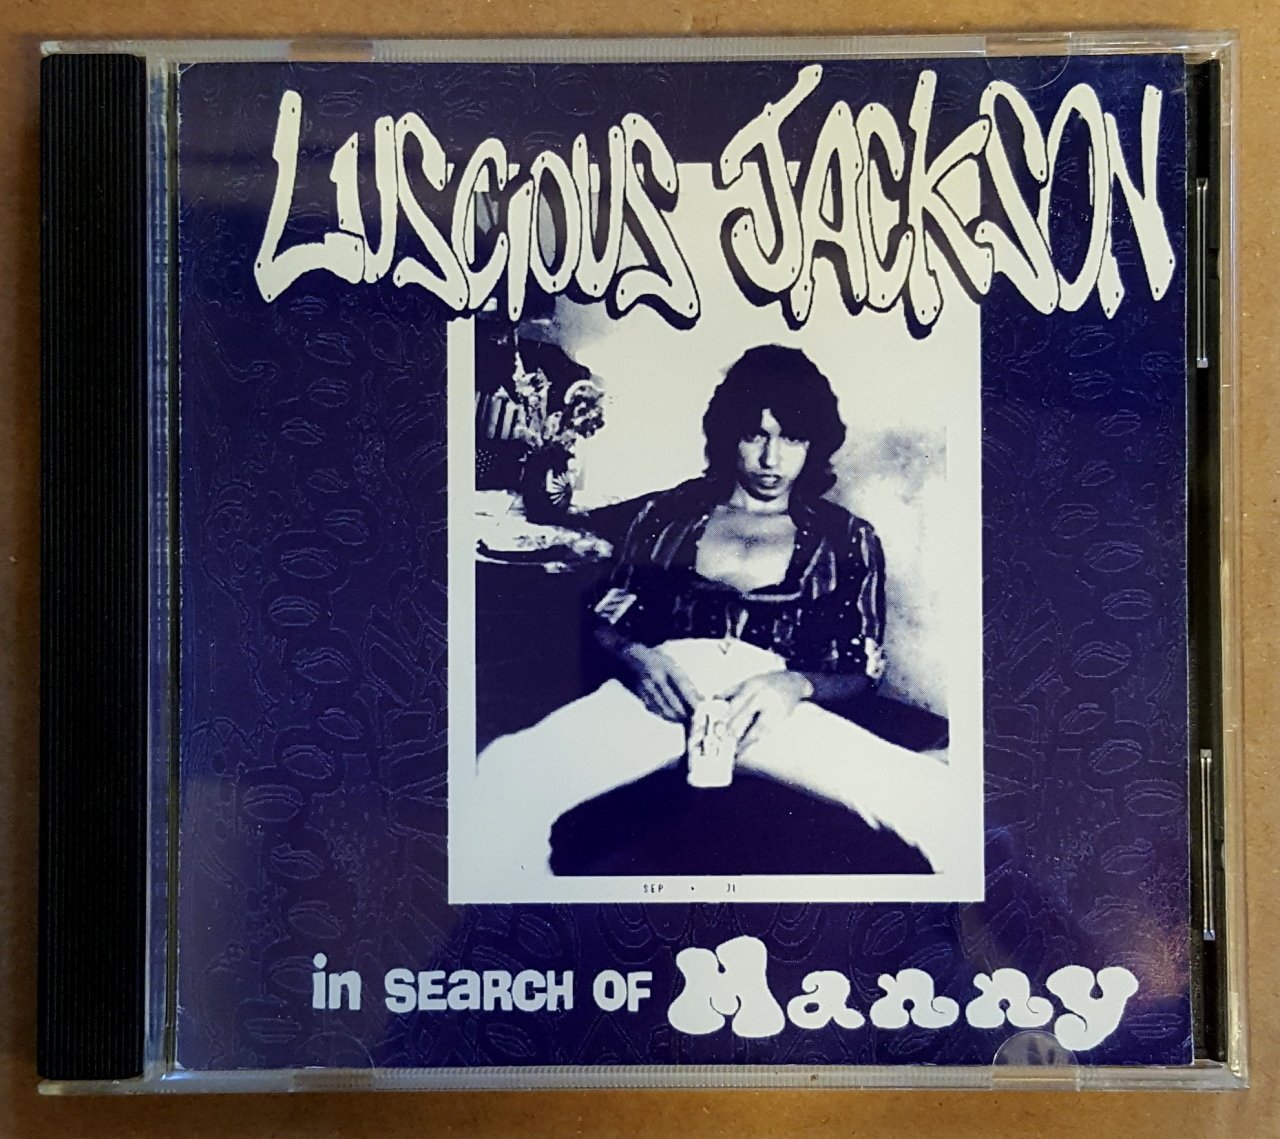 LUSCIOUS JACKSON
SEP • 71
in SEARCH OF Manny